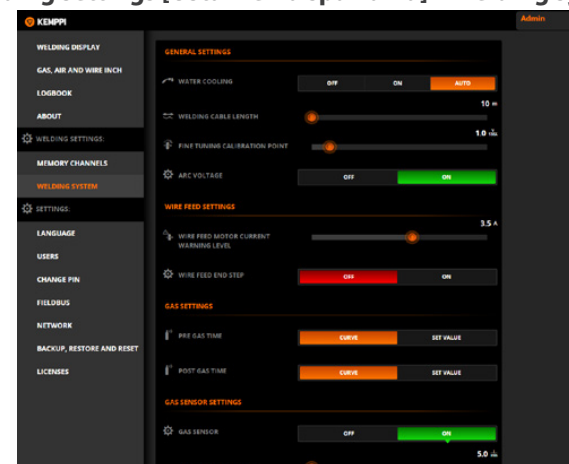 KEMPPI
Admin
WELDING DISPLAY
GAS, AIR AND WIRE INCH
LOGBOOK
ABOUT
WELDING SETTINGS:
MEMORY CHANNELS
WELDING SYSTEM
SETTINGS:
LANGUAGE
USERS
CHANGE PIN
FIELDBUS
NETWORK
BACKUP, RESTORE AND RESET
LICENSES
GENERAL SETTINGS
WATER COOLING
OFF
ON
AUTO
10 m
WELDING CABLE LENGTH
1.0
FINE TUNING CALIBRATION POINT
ARC VOLTAGE
OFF
ON
WIRE FEED SETTINGS
3.5 A
WIRE FEED MOTOR CURRENT
WARNING LEVEL
WIRE FEED END STEP
OFF
ON
GAS SETTINGS
PRE GAS TIME
CURVE
SET VALUE
POST GAS TIME
CURVE
SET VALUE
GAS SENSOR SETTINGS
GAS SENSOR
OFF
ON
5.0